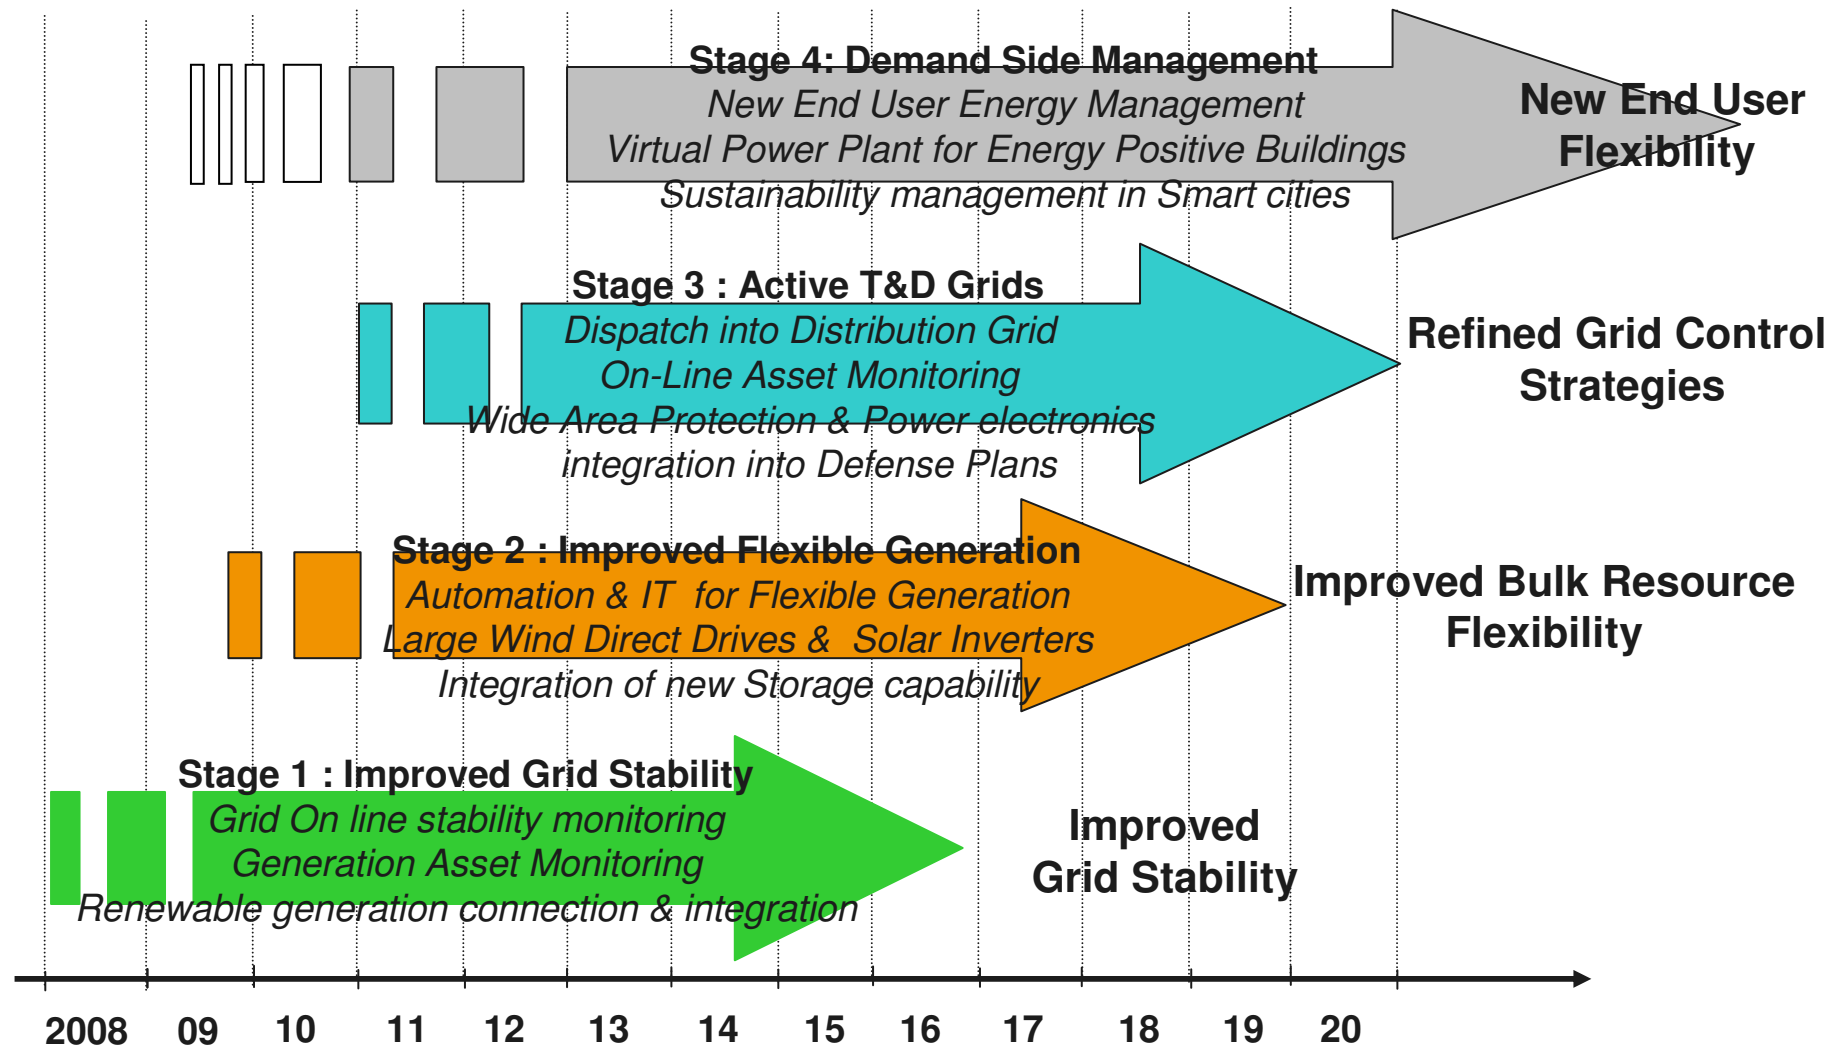 Stage 4: Demand Side Management
New End User Energy Management
Virtual Power Plant for Energy Positive Buildings
Sustainability management in Smart cities
New End User
Flexibility
Stage 3 : Active T&D Grids
Dispatch into Distribution Grid
On-Line Asset Monitoring
Wide Area Protection & Power electronics
integration into Defense Plans
Refined Grid Control
Strategies
Stage 2 : Improved Flexible Generation
Automation & IT for Flexible Generation
Large Wind Direct Drives & Solar Inverters
Integration of new Storage capability
Improved Bulk Resource
Flexibility
Stage 1 : Improved Grid Stability
Grid On line stability monitoring
Generation Asset Monitoring
Renewable generation connection & integration
Improved
Grid Stability
2008 09 10 11 12 13 14 15 16 17 18 19 20